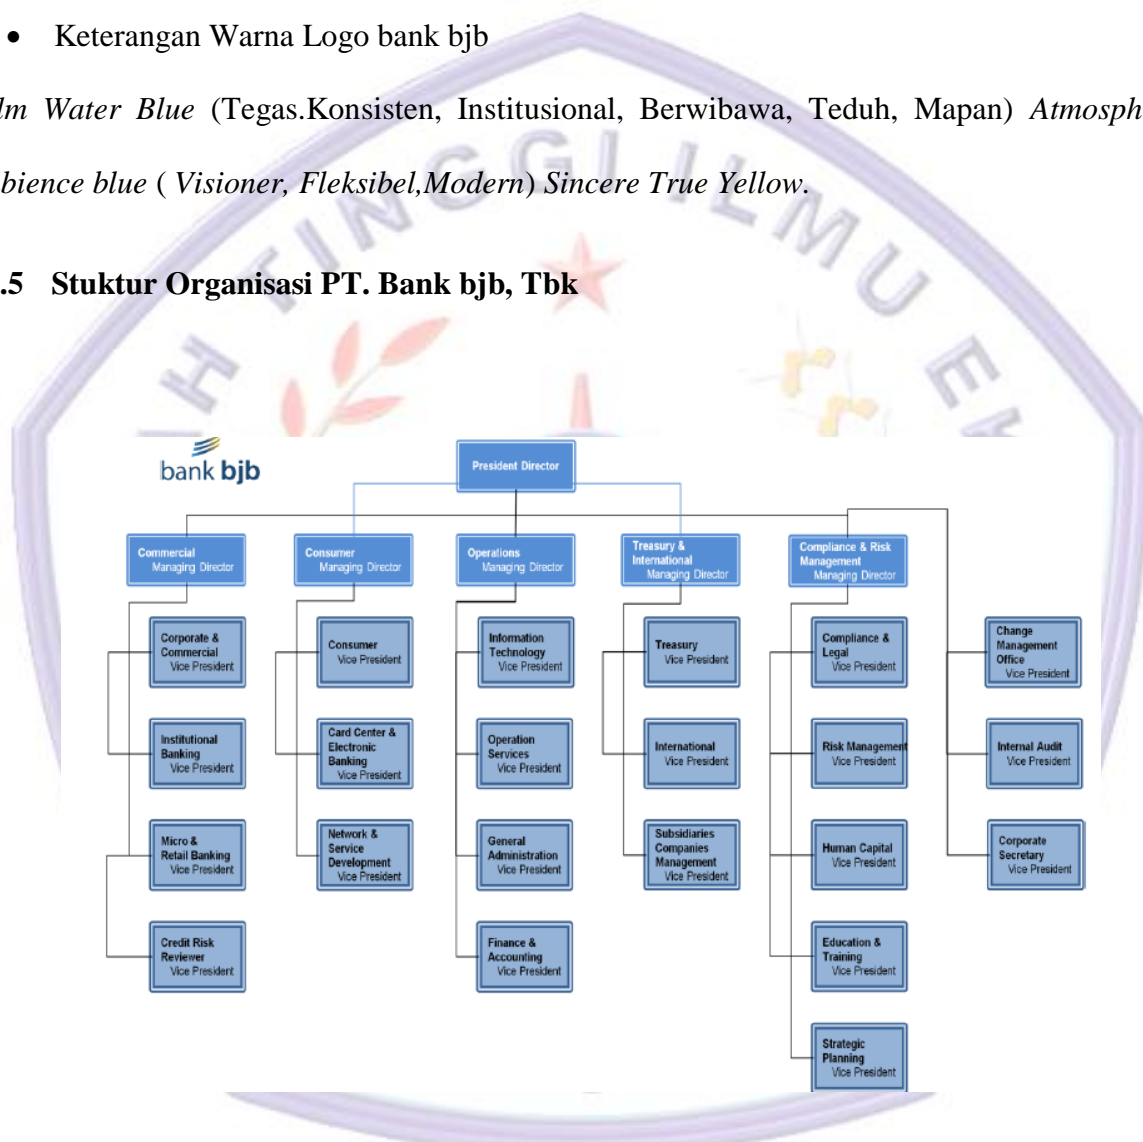 • Keterangan Warna Logo bank bjb
lm Water Blue (Tegas.Konsisten, Institusional, Berwibawa, Teduh, Mapan) Atmosph
bience blue ( Visioner, Fleksibel,Modern) Sincere True Yellow.
.5 Stuktur Organisasi PT. Bank bjb, Tbk
TINGGI ILMU
bank bjb
President Director
Commercial
Managing Director
Consumer
Managing Director
Operations
Managing Director
Treasury &
International
Managing Director
Compliance & Risk
Management
Managing Director
Corporate &
Commercial
Vice President
Consumer
Vice President
Information
Technology
Vice President
Treasury
Vice President
Compliance &
Legal
Vice President
Change
Management
Office
Vice President
Institutional
Banking
Vice President
Card Center &
Electronic
Banking
Vice President
Operation
Services
Vice President
International
Vice President
Risk Management
Vice President
Internal Audit
Vice President
Micro &
Retail Banking
Vice President
Network &
Service
Development
Vice President
General
Administration
Vice President
Subsidiaries
Companies
Management
Vice President
Human Capital
Vice President
Corporate
Secretary
Vice President
Credit Risk
Reviewer
Vice President
Finance &
Accounting
Vice President
Education &
Training
Vice President
Strategic
Planning
Vice President